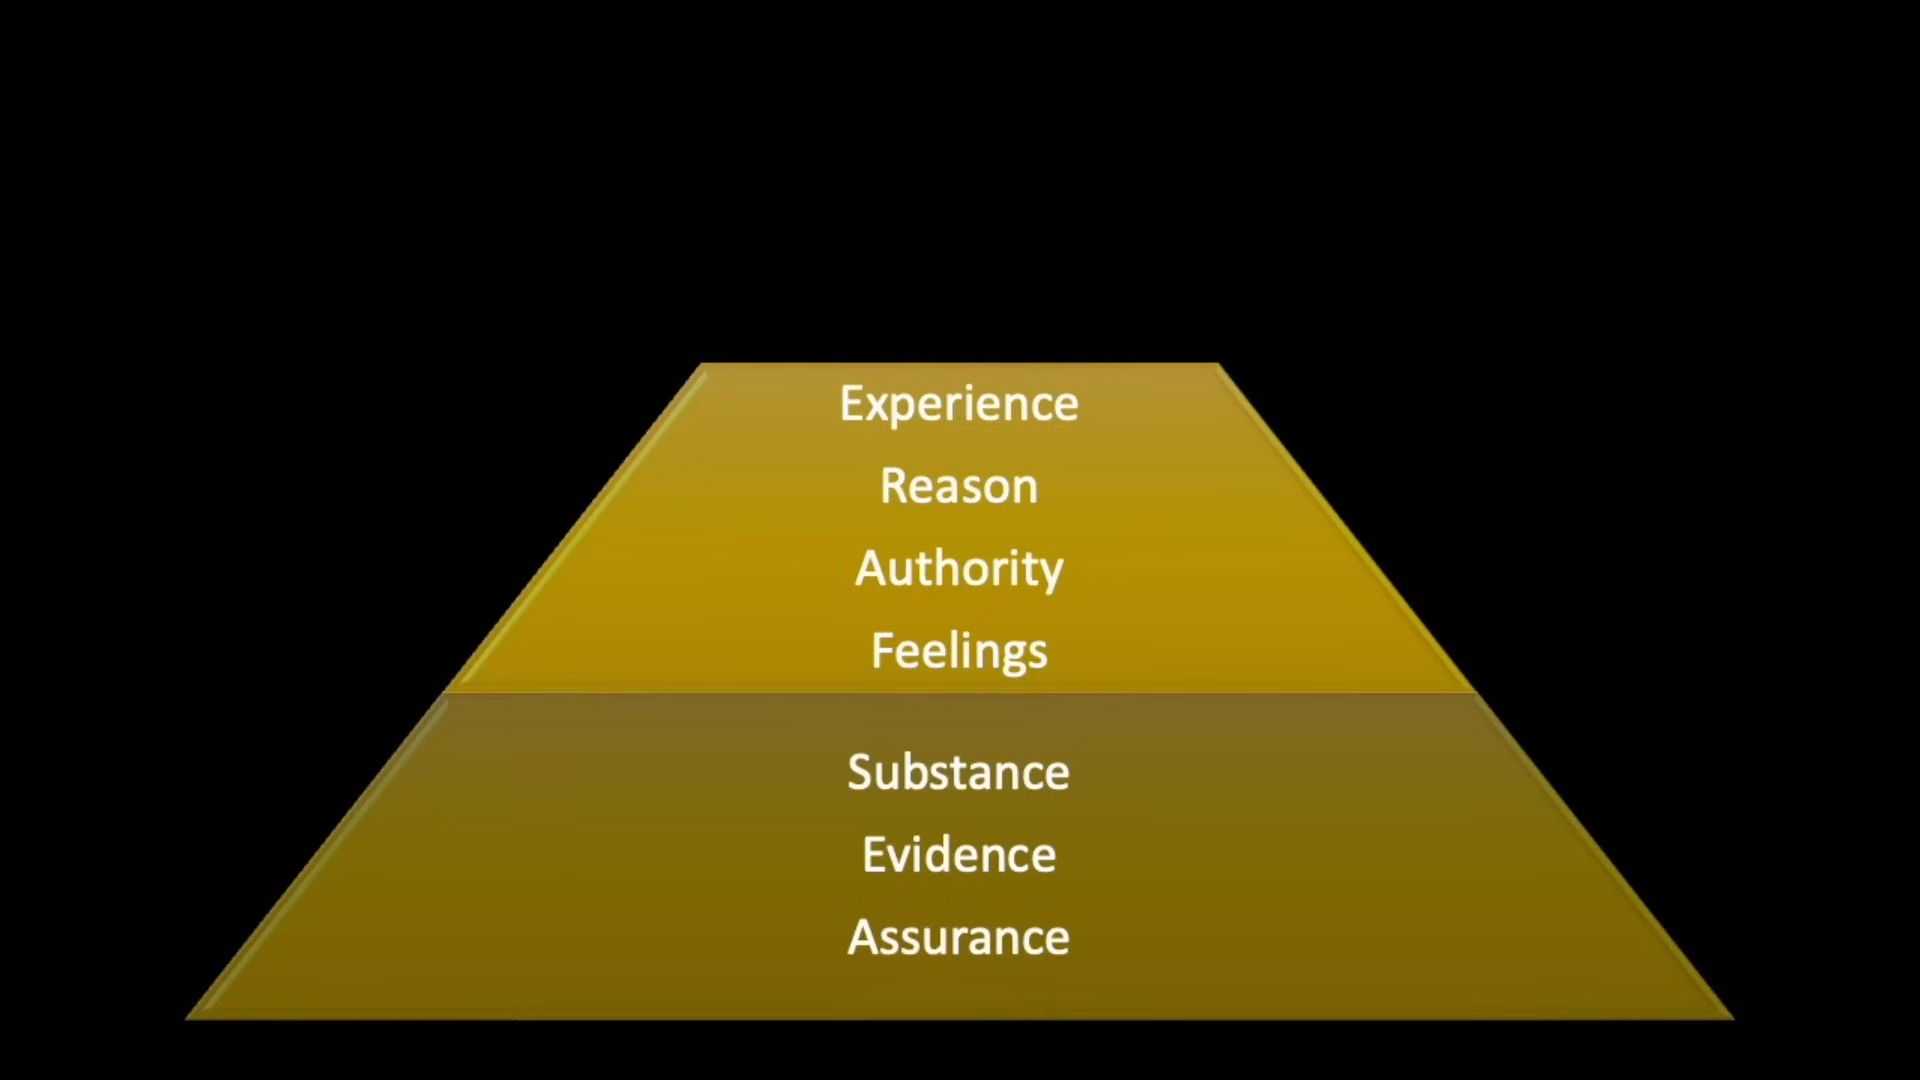 Experience
Reason
Authority
Feelings
Substance
Evidence
Assurance